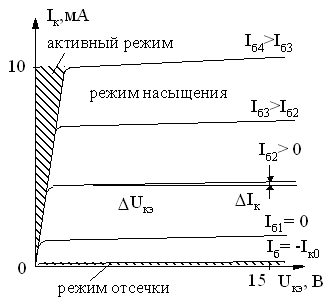 Iк,мА
Iб4>Iб3
активный режим
10
режим насыщения
Iб3>Iб2
Iб2> 0
ΔUкэ
ΔIк
Iб1= 0
Iб= -Iк0
0
режим отсечки
15
Uкэ, В